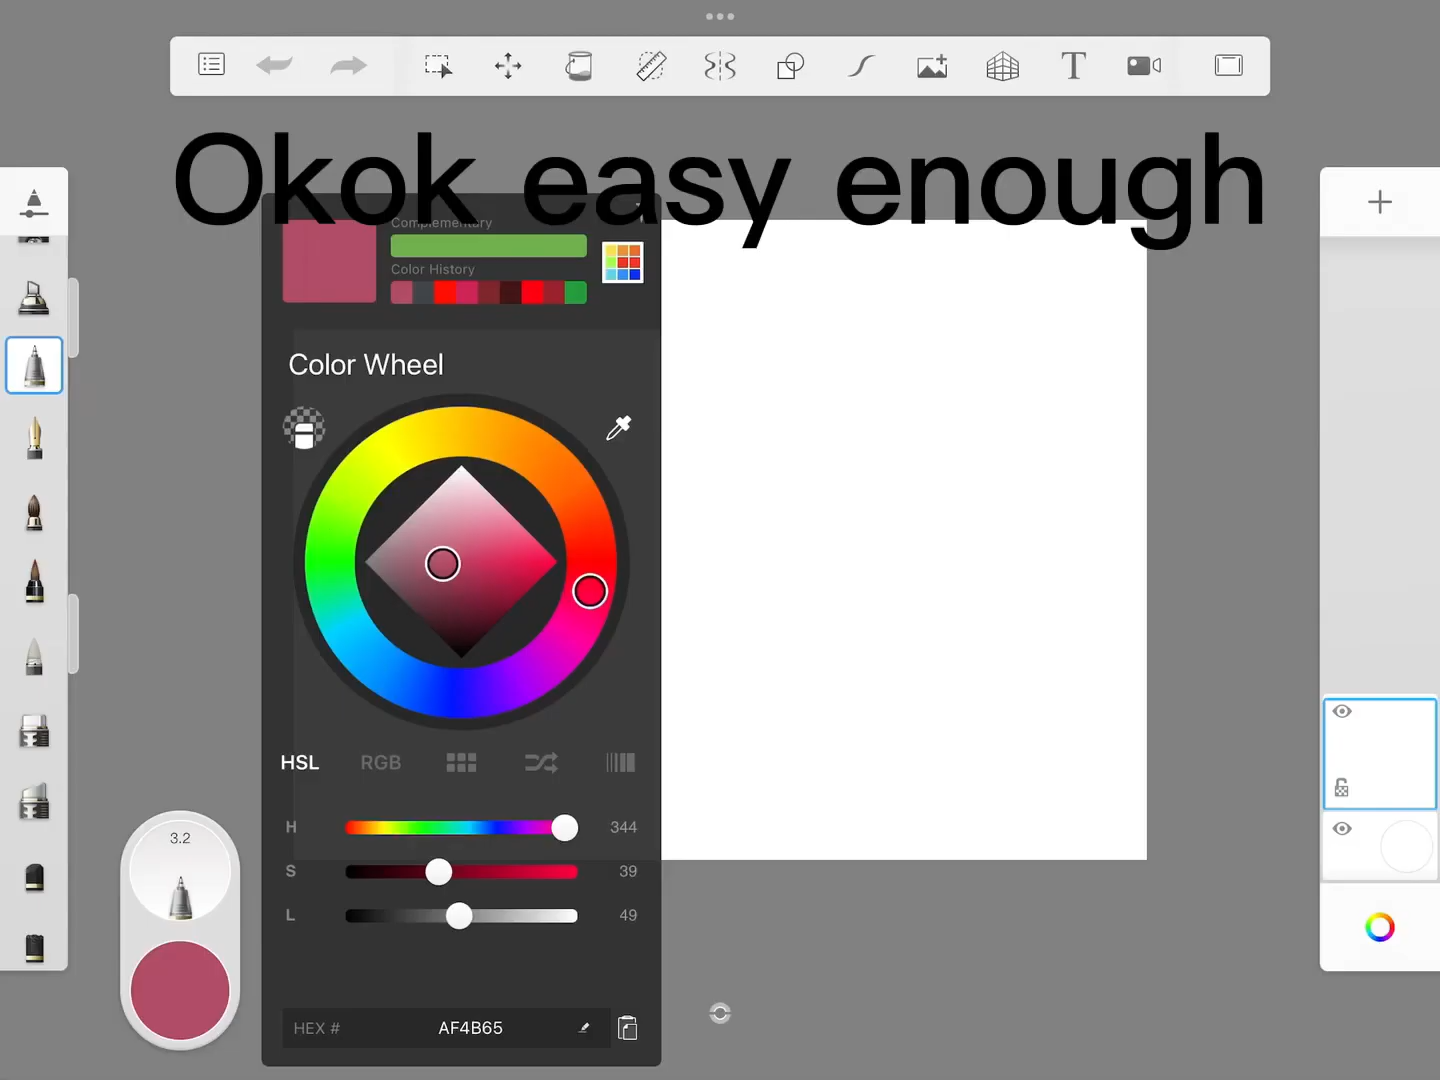 T
Okok easy enough
Complementary
Color History
Color Wheel
HSL RGB
H 344
S 39
L 49
3.2
HEX # AF4B65